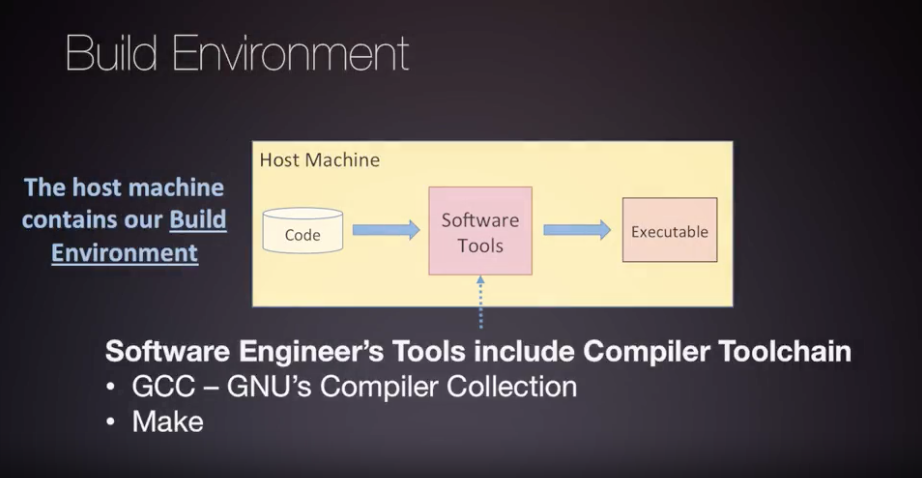 Build Environment
The host machine
contains our Build
Environment
Host Machine
Code
Software
Tools
Executable
Software Engineer's Tools include Compiler Toolchain
• GCC – GNU's Compiler Collection
• Make